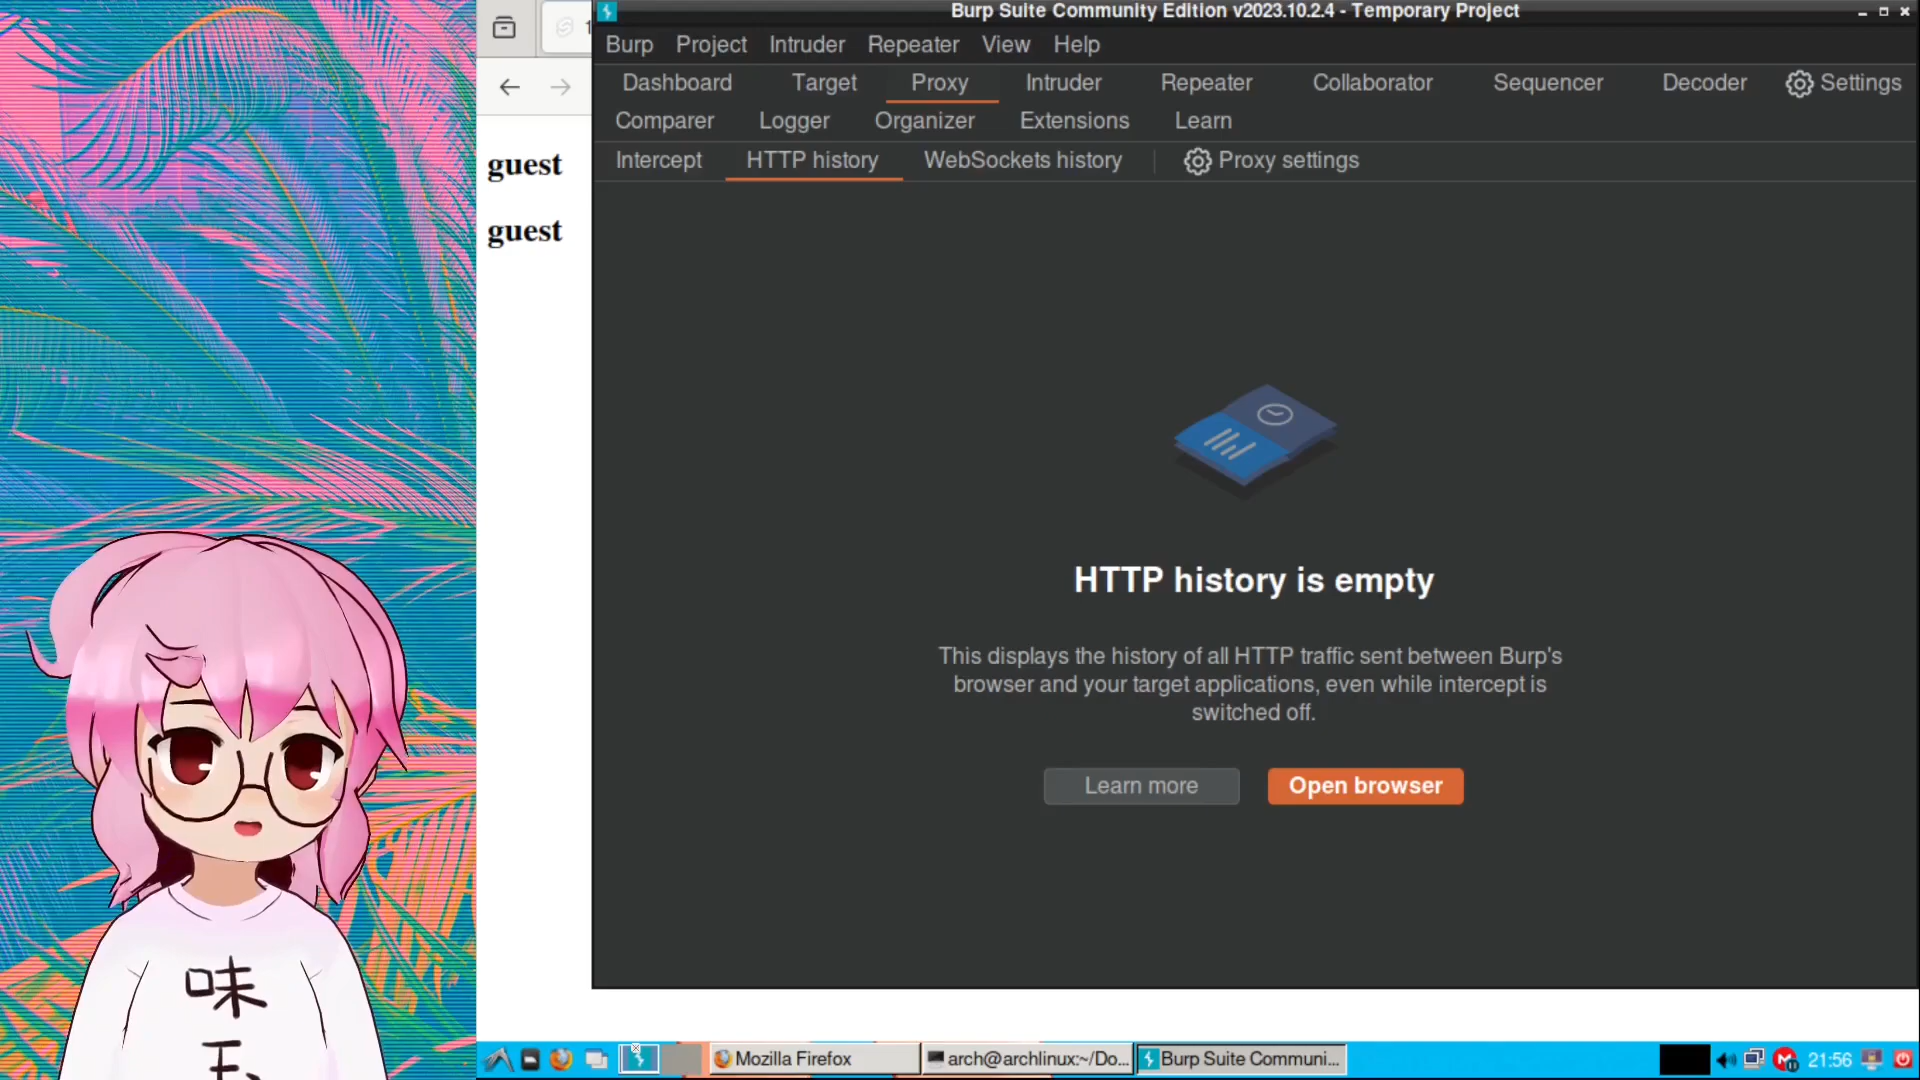 Burp Suite Community Edition v2023.10.2.4 - Temporary Project
Burp Project Intruder Repeater View Help
Dashboard Target Proxy Intruder Repeater Collaborator Sequencer Decoder Settings
Comparer Logger Organizer Extensions Learn
Intercept HTTP history WebSockets history Proxy settings
guest
guest
HTTP history is empty
This displays the history of all HTTP traffic sent between Burp's
browser and your target applications, even while intercept is
switched off.
Learn more Open browser
味
Mozilla Firefox arch@archlinux:~/Do... Burp Suite Communi... 21:56